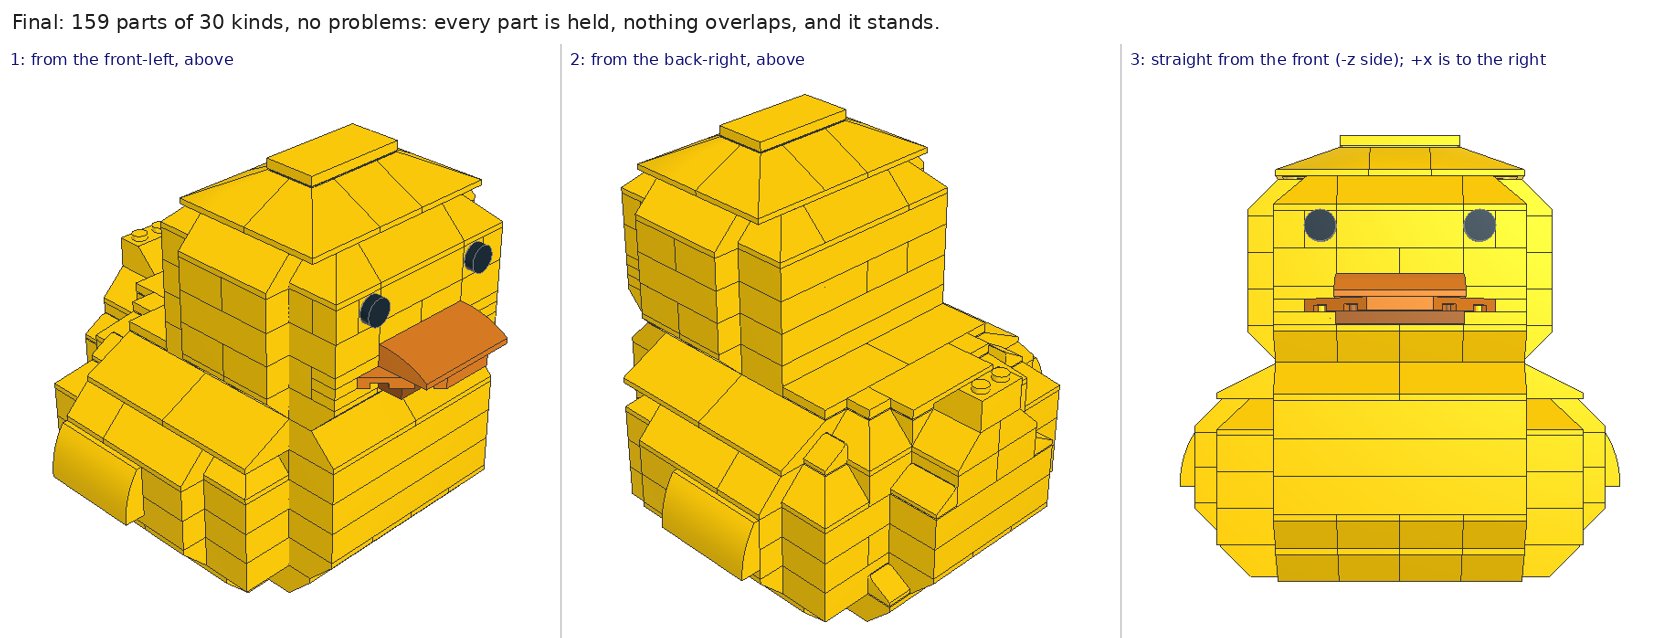 Final: 159 parts of 30 kinds, no problems: every part is held, nothing overlaps, and it stands.
1: from the front-left, above
2: from the back-right, above
3: straight from the front (-z side); +x is to the right